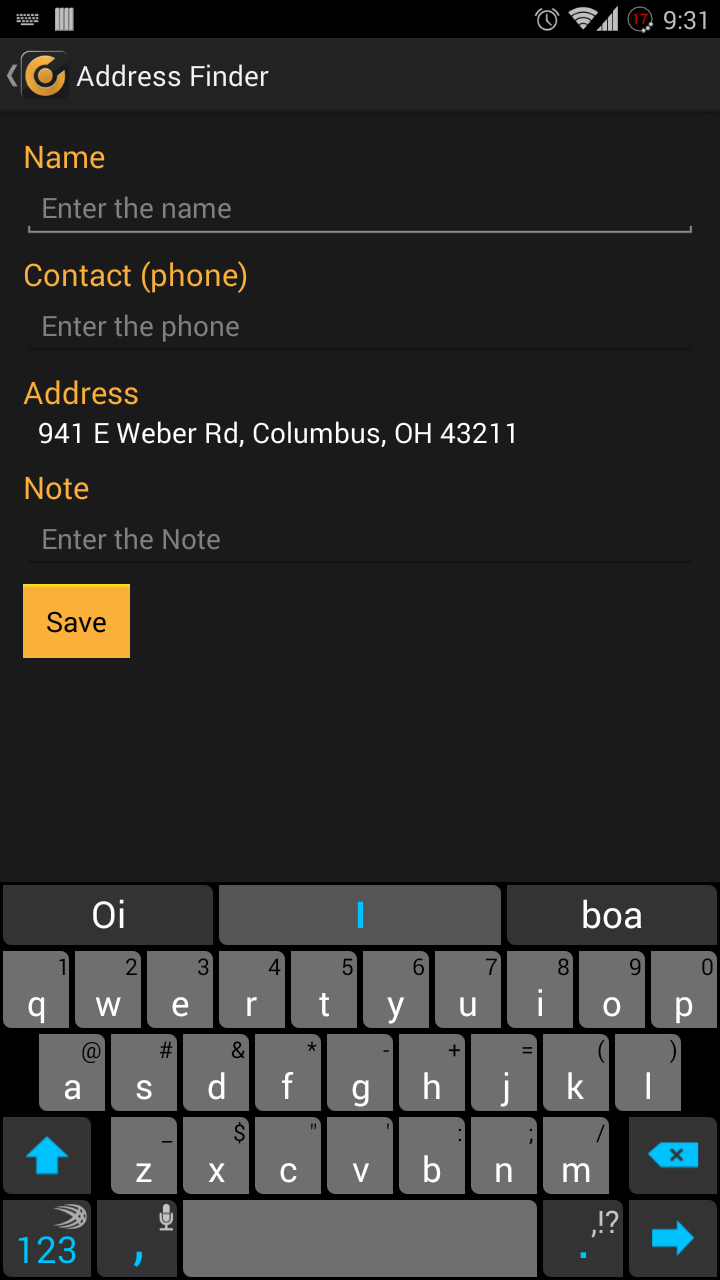 17 9:31
Address Finder
Name
Enter the name
Contact (phone)
Enter the phone
Address
941 E Weber Rd, Columbus, OH 43211
Note
Enter the Note
Save
Oi I boa
1 2 3 4 5 6 7 8 9 0
q w e r t y u i o p
@ # & * - + = ( )
a s d f g h j k l
_ $ " ' : ; /
z x c v b n m
,!?
123 , .